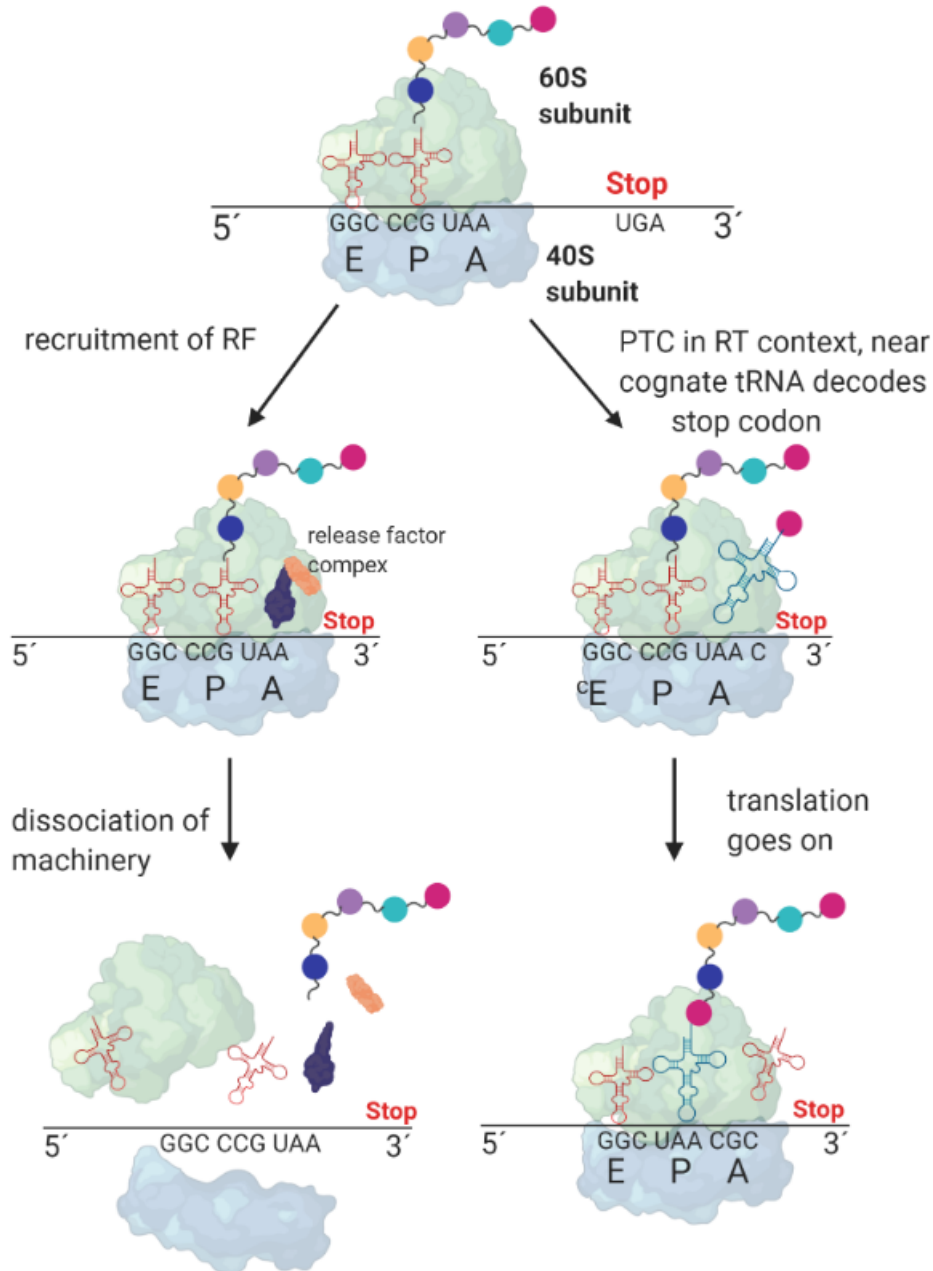 60S
subunit
Stop
5´ 3´
GGC CCG UAA UGA
E P A
40S
subunit
recruitment of RF
PTC in RT context, near
cognate tRNA decodes
stop codon
release factor
compex
Stop
5´ 3´
GGC CCG UAA
E P A
Stop
5´ 3´
GGC CCG UAA C
cE P A
dissociation of
machinery
translation
goes on
Stop
5´ 3´
GGC CCG UAA
Stop
5´ 3´
GGC UAA CGC
E P A